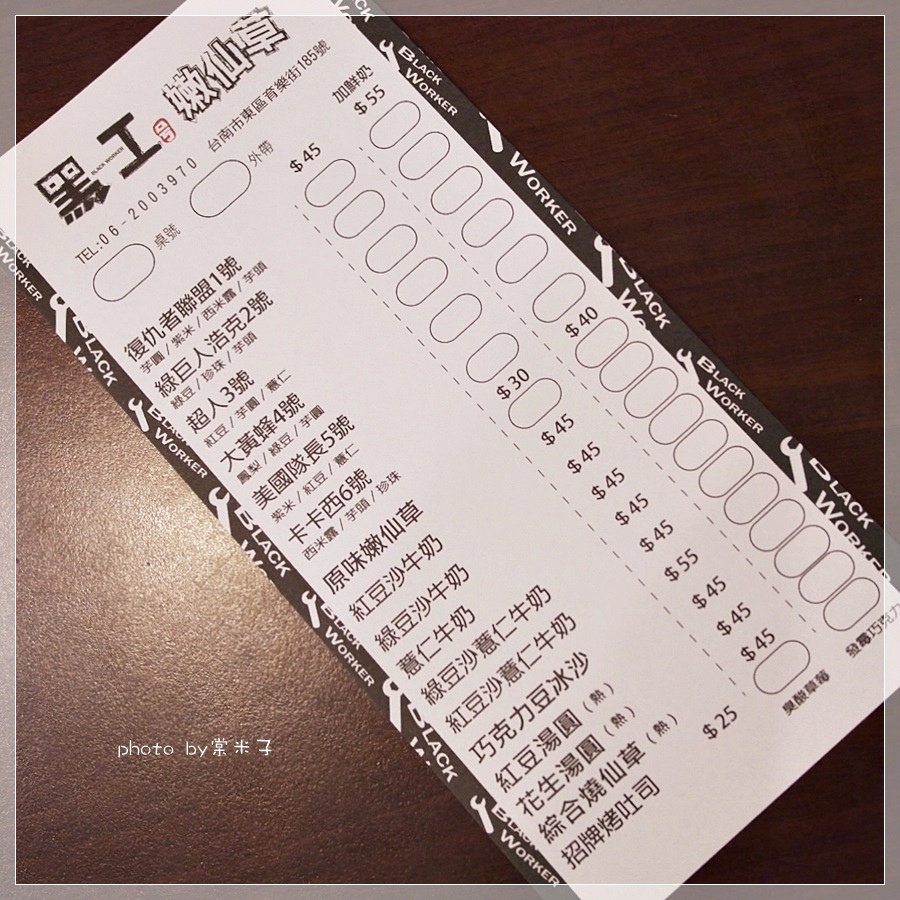 黑工 嫩仙草
BLACK WORKER
TEL:06-2003970 台南市東區育樂街185號
桌號 外帶
$45 加鮮奶 $55
復仇者聯盟1號
芋圓 / 紫米 / 西米露 / 芋頭
綠巨人浩克2號
綠豆 / 珍珠 / 芋頭
超人3號
紅豆 / 芋圓 / 薏仁
大黃蜂4號
鳳梨 / 綠豆 / 芋圓
美國隊長5號
紫米 / 紅豆 / 薏仁
卡卡西6號
西米露 / 芋頭 / 珍珠
原味嫩仙草 $30 $40
紅豆沙牛奶 $45
綠豆沙牛奶 $45
薏仁牛奶 $45
綠豆沙薏仁牛奶 $45
紅豆沙薏仁牛奶 $45
巧克力豆冰沙 $55
紅豆湯圓（熱） $45
花生湯圓（熱） $45
綜合燒仙草（熱） $45
招牌烤吐司 $25 臭酸草莓 發霉巧克力
BLACK WORKER
photo by棠米子